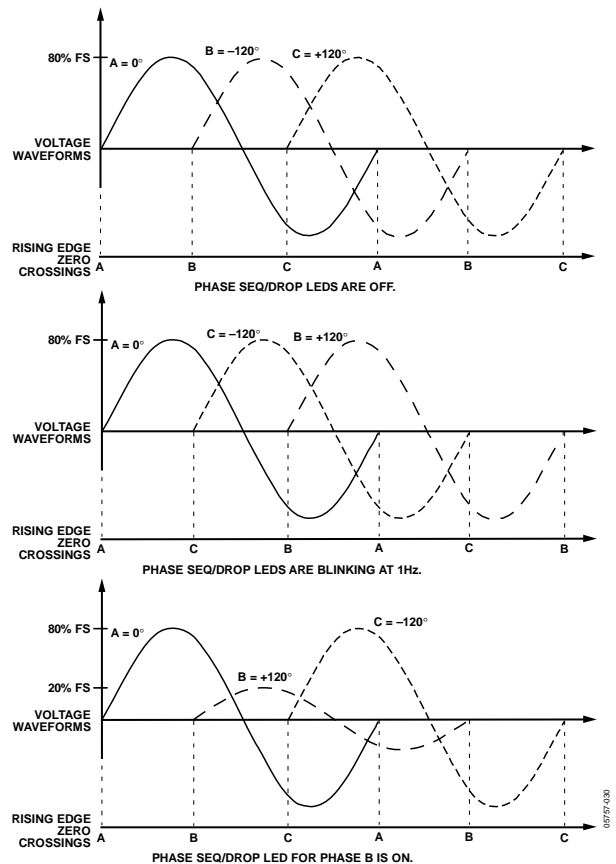 80% FS
A = 0°
B = –120°
C = +120°
VOLTAGE
WAVEFORMS
RISING EDGE
ZERO
CROSSINGS
A
B
C
A
B
C
PHASE SEQ/DROP LEDS ARE OFF.
80% FS
A = 0°
C = –120°
B = +120°
VOLTAGE
WAVEFORMS
RISING EDGE
ZERO
CROSSINGS
A
C
B
A
C
B
PHASE SEQ/DROP LEDS ARE BLINKING AT 1Hz.
80% FS
A = 0°
C = –120°
20% FS
B = +120°
VOLTAGE
WAVEFORMS
RISING EDGE
ZERO
CROSSINGS
A
B
C
A
B
C
PHASE SEQ/DROP LED FOR PHASE B IS ON.
05757-030